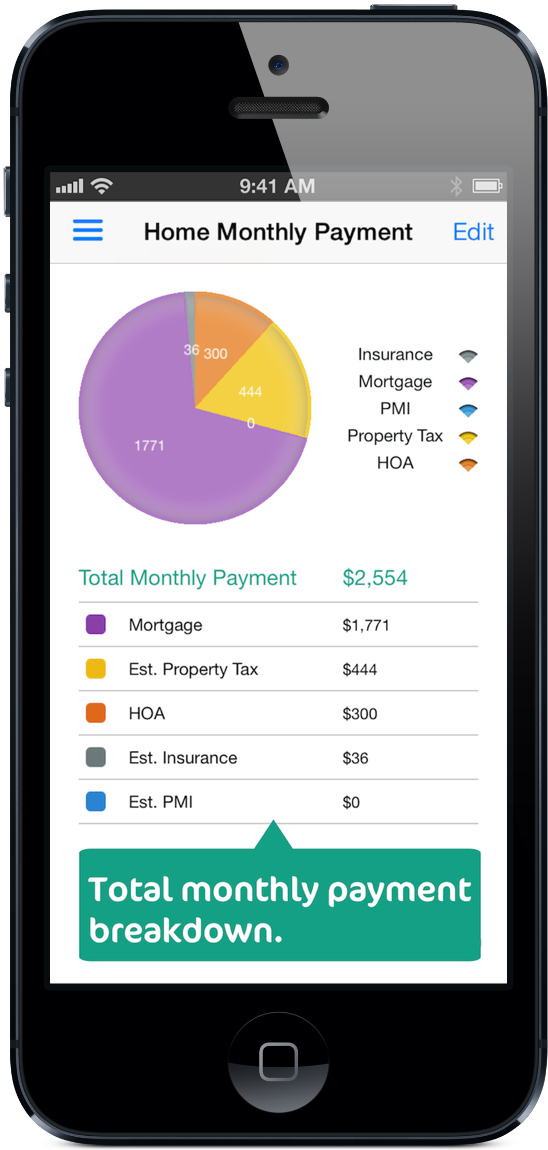 9:41 AM
Home Monthly Payment Edit
36 300
444
0
1771
Insurance
Mortgage
PMI
Property Tax
HOA
Total Monthly Payment $2,554
Mortgage $1,771
Est. Property Tax $444
HOA $300
Est. Insurance $36
Est. PMI $0
Total monthly payment
breakdown.